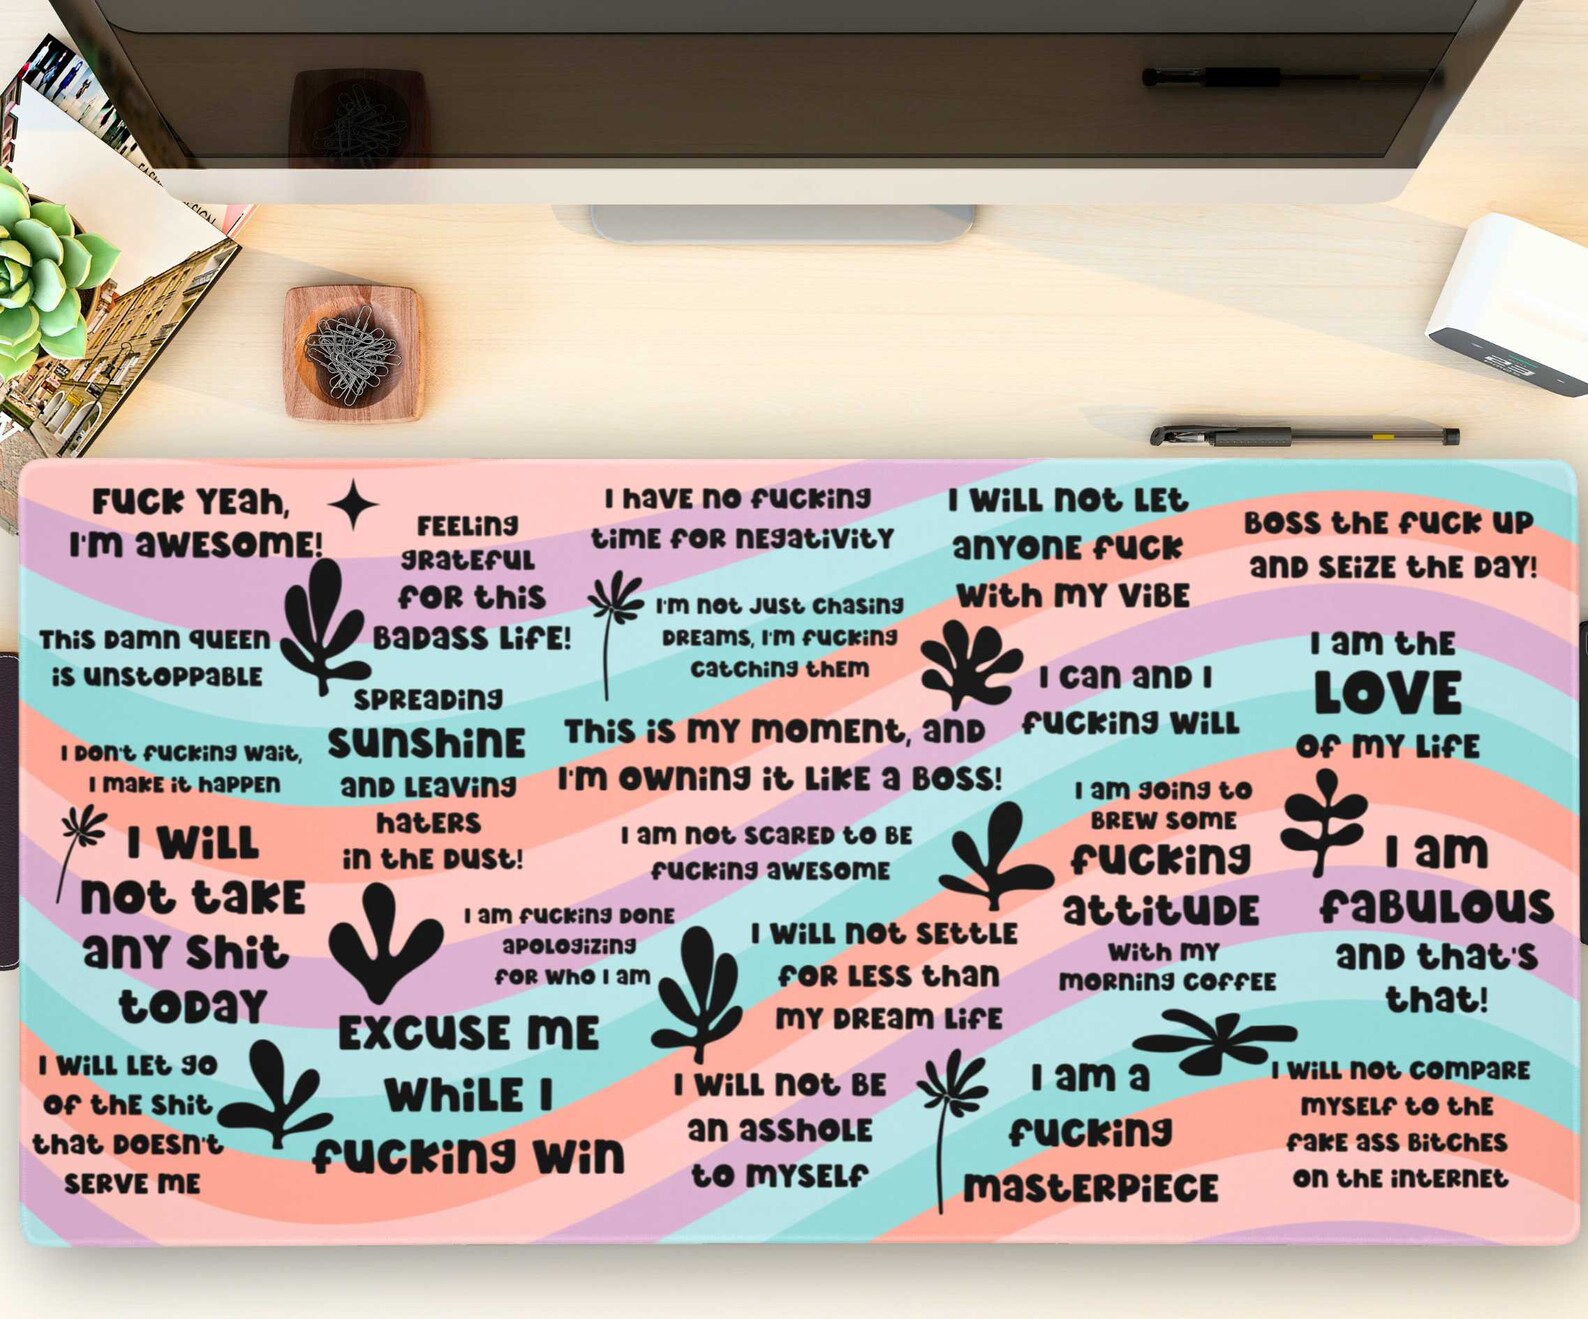 FUCK YEAH,
I'M AWESOME!
FEELING
GRATEFUL
FOR THIS
BADASS LIFE!
I HAVE NO FUCKING
TIME FOR NEGATIVITY
I WILL NOT LET
ANYONE FUCK
WITH MY VIBE
BOSS THE FUCK UP
AND SEIZE THE DAY!
THIS DAMN QUEEN
IS UNSTOPPABLE
I'M NOT JUST CHASING
DREAMS, I'M FUCKING
CATCHING THEM
I CAN AND I
FUCKING WILL
I AM THE
LOVE
OF MY LIFE
I DON'T FUCKING WAIT,
I MAKE IT HAPPEN
SPREADING
SUNSHINE
AND LEAVING
HATERS
IN THE DUST!
THIS IS MY MOMENT, AND
I'M OWNING IT LIKE A BOSS!
I AM NOT SCARED TO BE
FUCKING AWESOME
I AM GOING TO
BREW SOME
FUCKING
ATTITUDE
WITH MY
MORNING COFFEE
I AM
FABULOUS
AND THAT'S
THAT!
I WILL
NOT TAKE
ANY SHIT
TODAY
I AM FUCKING DONE
APOLOGIZING
FOR WHO I AM
I WILL NOT SETTLE
FOR LESS THAN
MY DREAM LIFE
I WILL LET GO
OF THE SHIT
THAT DOESN'T
SERVE ME
EXCUSE ME
WHILE I
FUCKING WIN
I WILL NOT BE
AN ASSHOLE
TO MYSELF
I AM A
FUCKING
MASTERPIECE
I WILL NOT COMPARE
MYSELF TO THE
FAKE ASS BITCHES
ON THE INTERNET